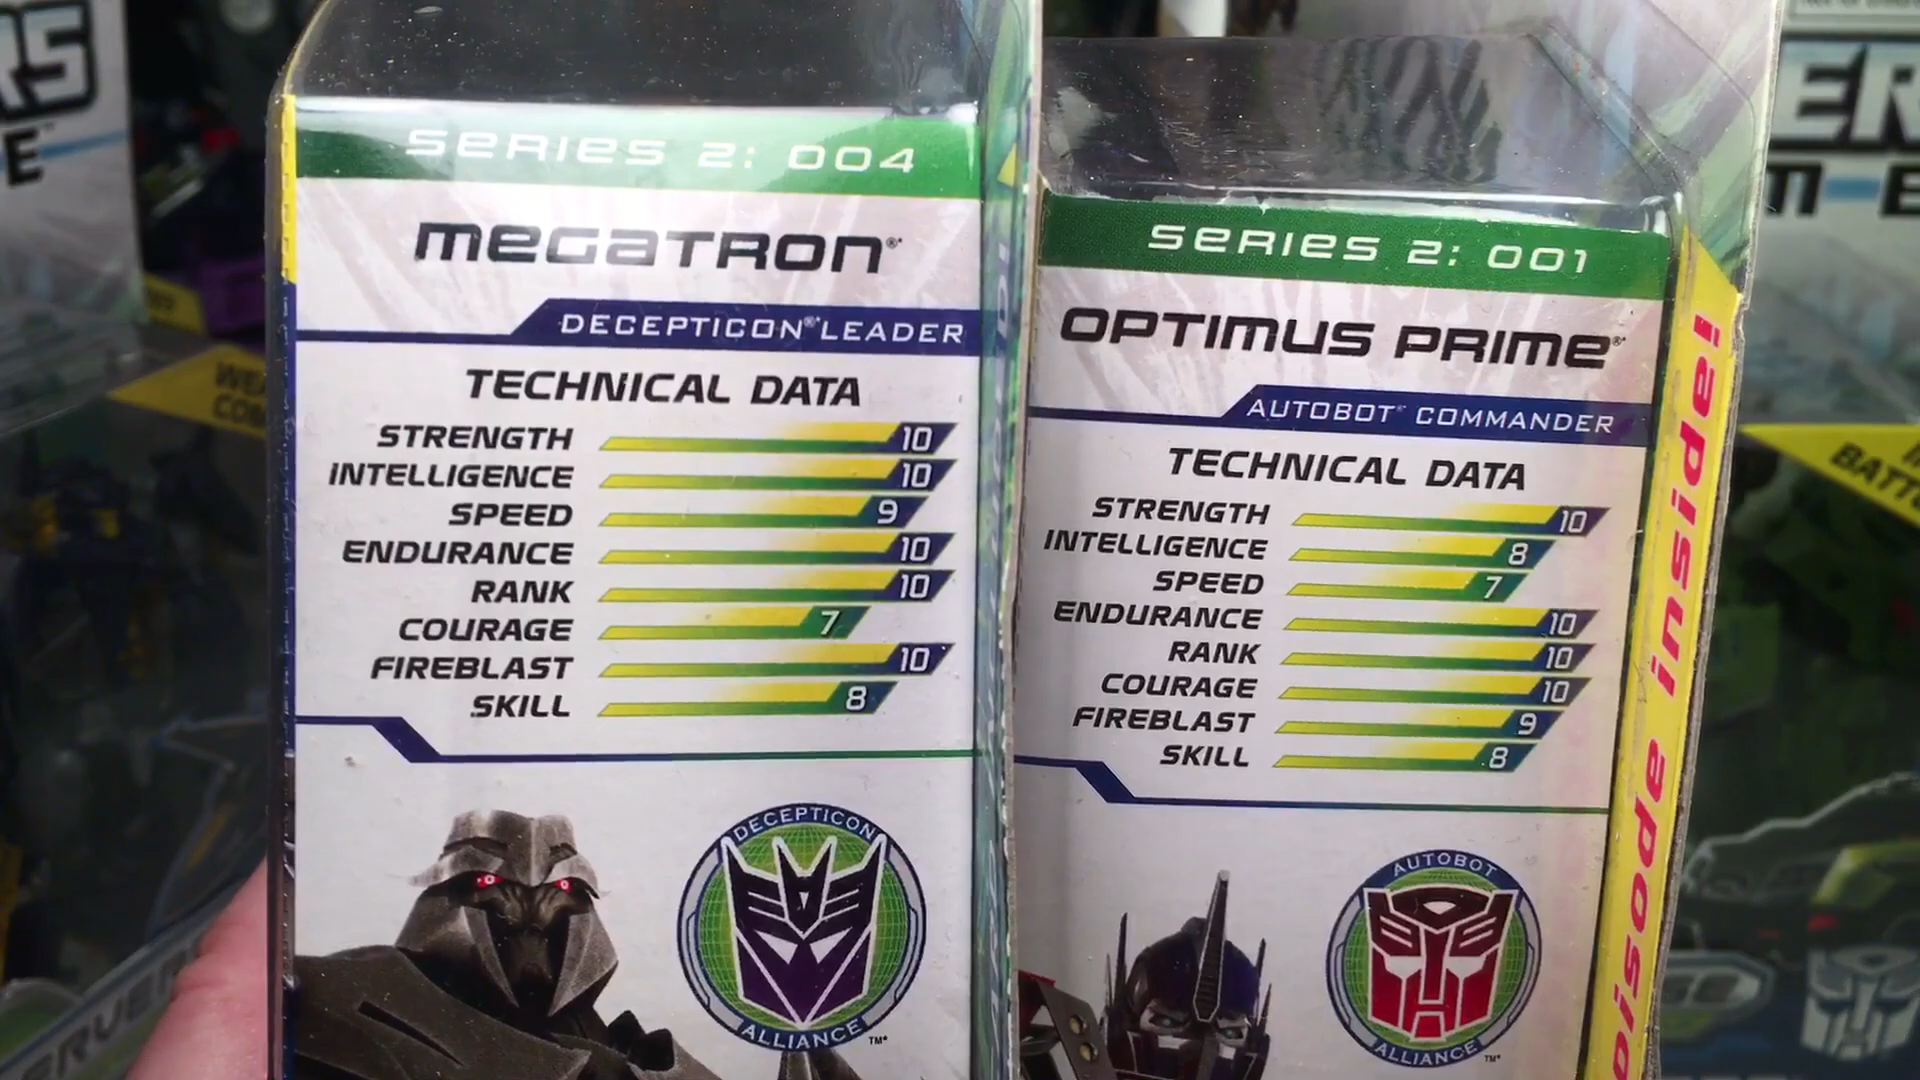 SERIES 2: 004
MEGATRON®
DECEPTICON® LEADER
TECHNICAL DATA
STRENGTH 10
INTELLIGENCE 10
SPEED 9
ENDURANCE 10
RANK 10
COURAGE 7
FIREBLAST 10
SKILL 8
DECEPTICON
ALLIANCE
™
SERIES 2: 001
OPTIMUS PRIME®
AUTOBOT® COMMANDER
TECHNICAL DATA
STRENGTH 10
INTELLIGENCE 8
SPEED 7
ENDURANCE 10
RANK 10
COURAGE 10
FIREBLAST 9
SKILL 8
AUTOBOT
ALLIANCE
™
inside!